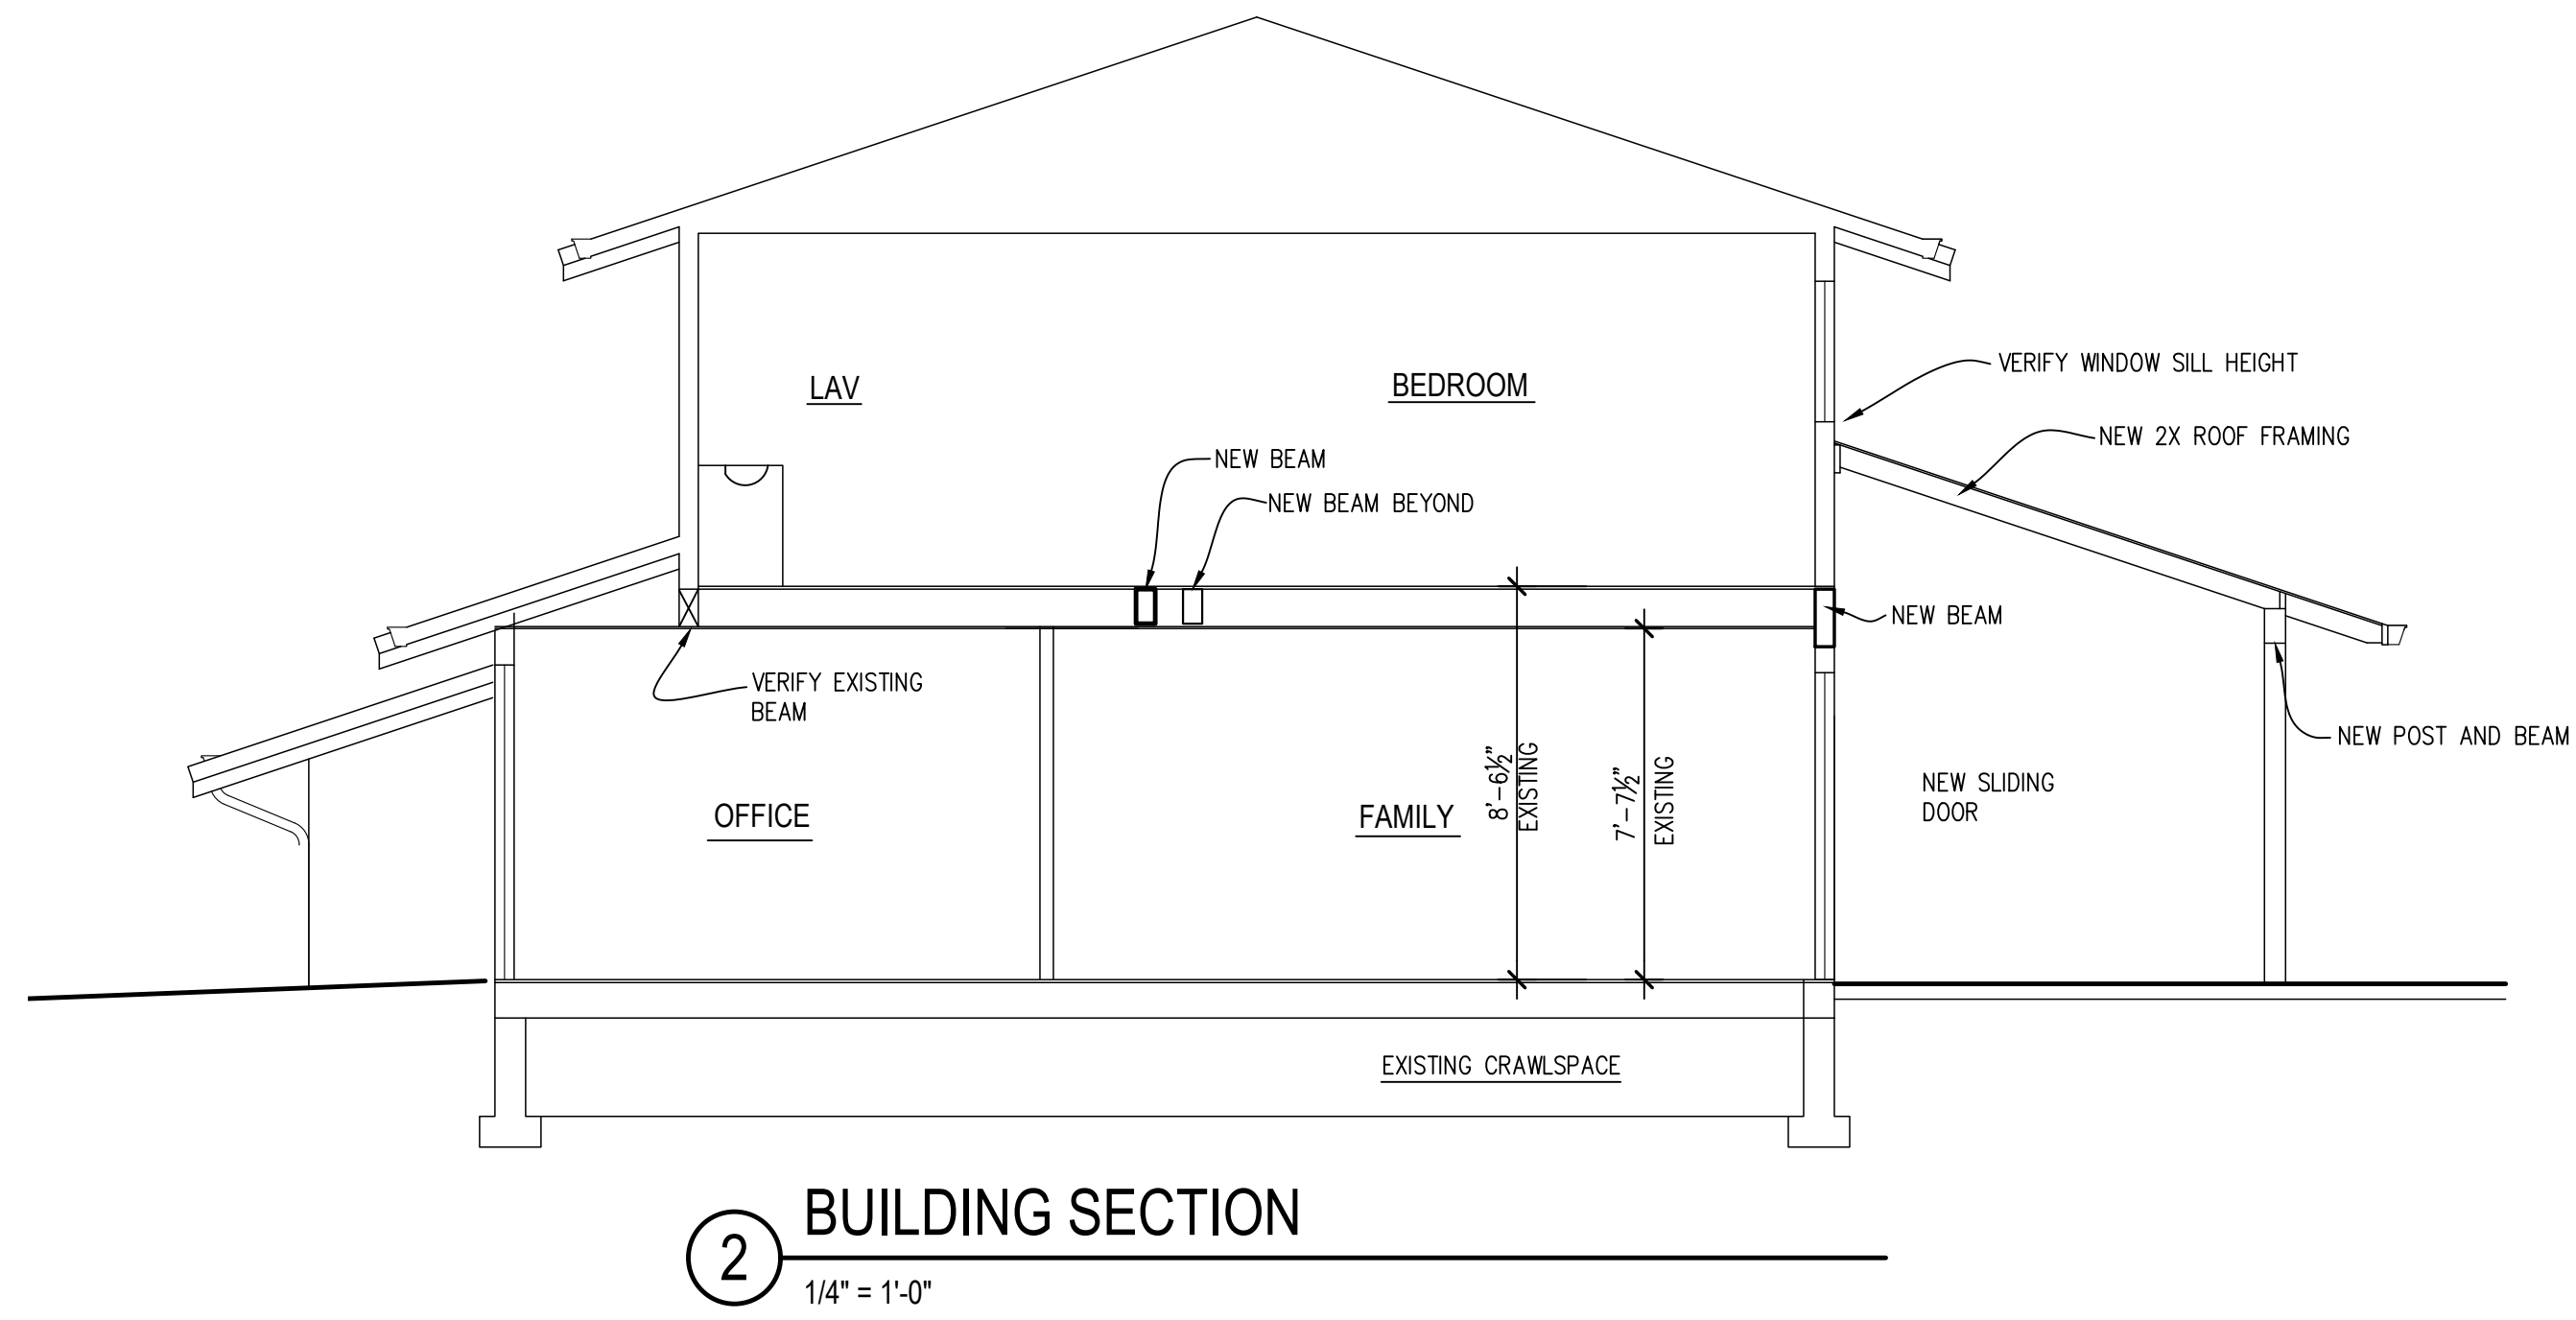 VERIFY WINDOW SILL HEIGHT
LAV
BEDROOM
NEW 2X ROOF FRAMING
NEW BEAM
NEW BEAM BEYOND
NEW BEAM
VERIFY EXISTING
BEAM
NEW POST AND BEAM
8'-6½"
EXISTING
7'-7½"
EXISTING
NEW SLIDING
DOOR
OFFICE
FAMILY
EXISTING CRAWLSPACE
2
BUILDING SECTION
1/4" = 1'-0"